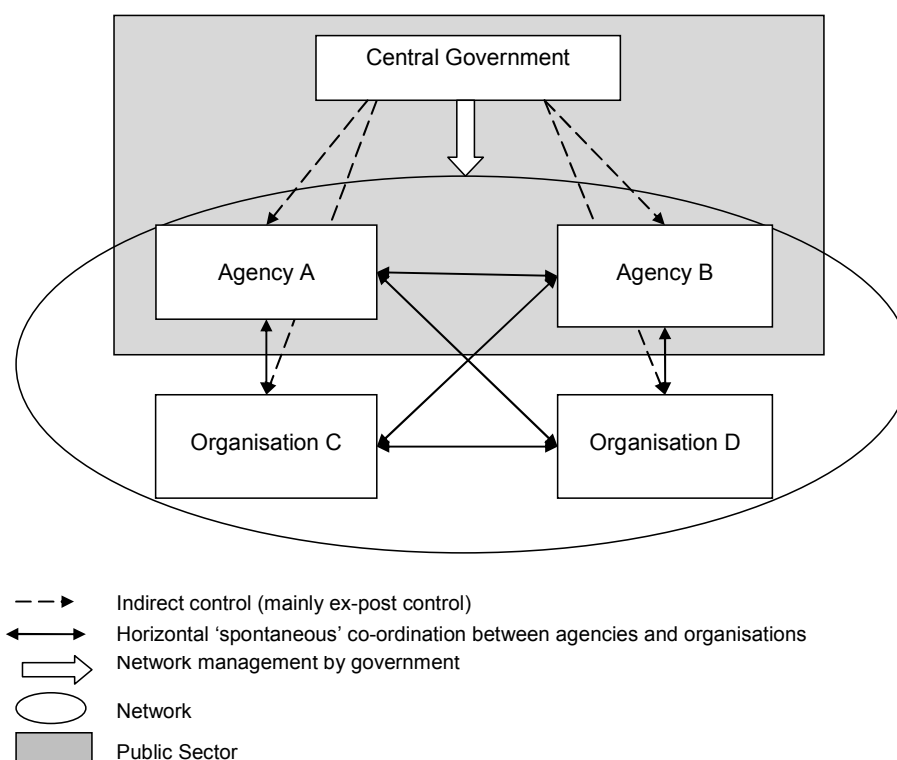 Central Government
Agency A
Agency B
Organisation C
Organisation D
Indirect control (mainly ex-post control)
Horizontal ‘spontaneous’ co-ordination between agencies and organisations
Network management by government
Network
Public Sector